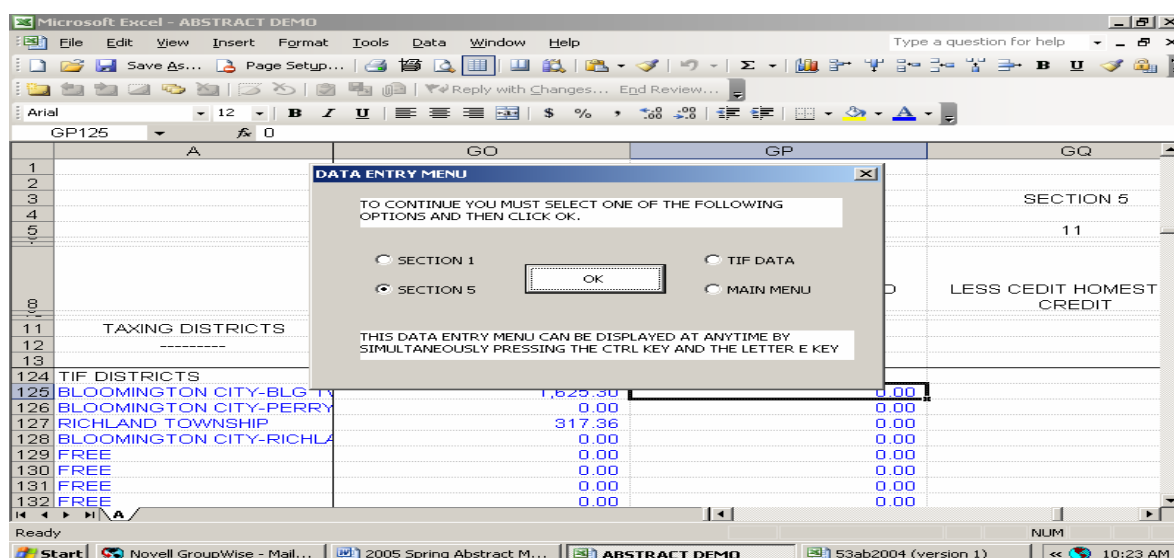 Microsoft Excel - ABSTRACT DEMO
File Edit View Insert Format Tools Data Window Help Type a question for help
Save As... Page Setup...
Reply with Changes... End Review...
Arial 12 B I U $ %
GP125 fx 0
A GO GP GQ
1
2
3 SECTION 5
4
5 11
8 LESS CEDIT HOMEST
CREDIT
11 TAXING DISTRICTS
12 ---------
13
124 TIF DISTRICTS
125 BLOOMINGTON CITY-BLG 1,625.30 0.00
126 BLOOMINGTON CITY-PERRY 0.00 0.00
127 RICHLAND TOWNSHIP 317.36 0.00
128 BLOOMINGTON CITY-RICHLA 0.00 0.00
129 FREE 0.00 0.00
130 FREE 0.00 0.00
131 FREE 0.00 0.00
132 FREE 0.00 0.00
DATA ENTRY MENU
TO CONTINUE YOU MUST SELECT ONE OF THE FOLLOWING
OPTIONS AND THEN CLICK OK.
SECTION 1 TIF DATA
OK
SECTION 5 MAIN MENU
THIS DATA ENTRY MENU CAN BE DISPLAYED AT ANYTIME BY
SIMULTANEOUSLY PRESSING THE CTRL KEY AND THE LETTER E KEY
A
Ready NUM
Start Novell GroupWise - Mail... 2005 Spring Abstract M... ABSTRACT DEMO 53ab2004 (version 1) 10:23 AM